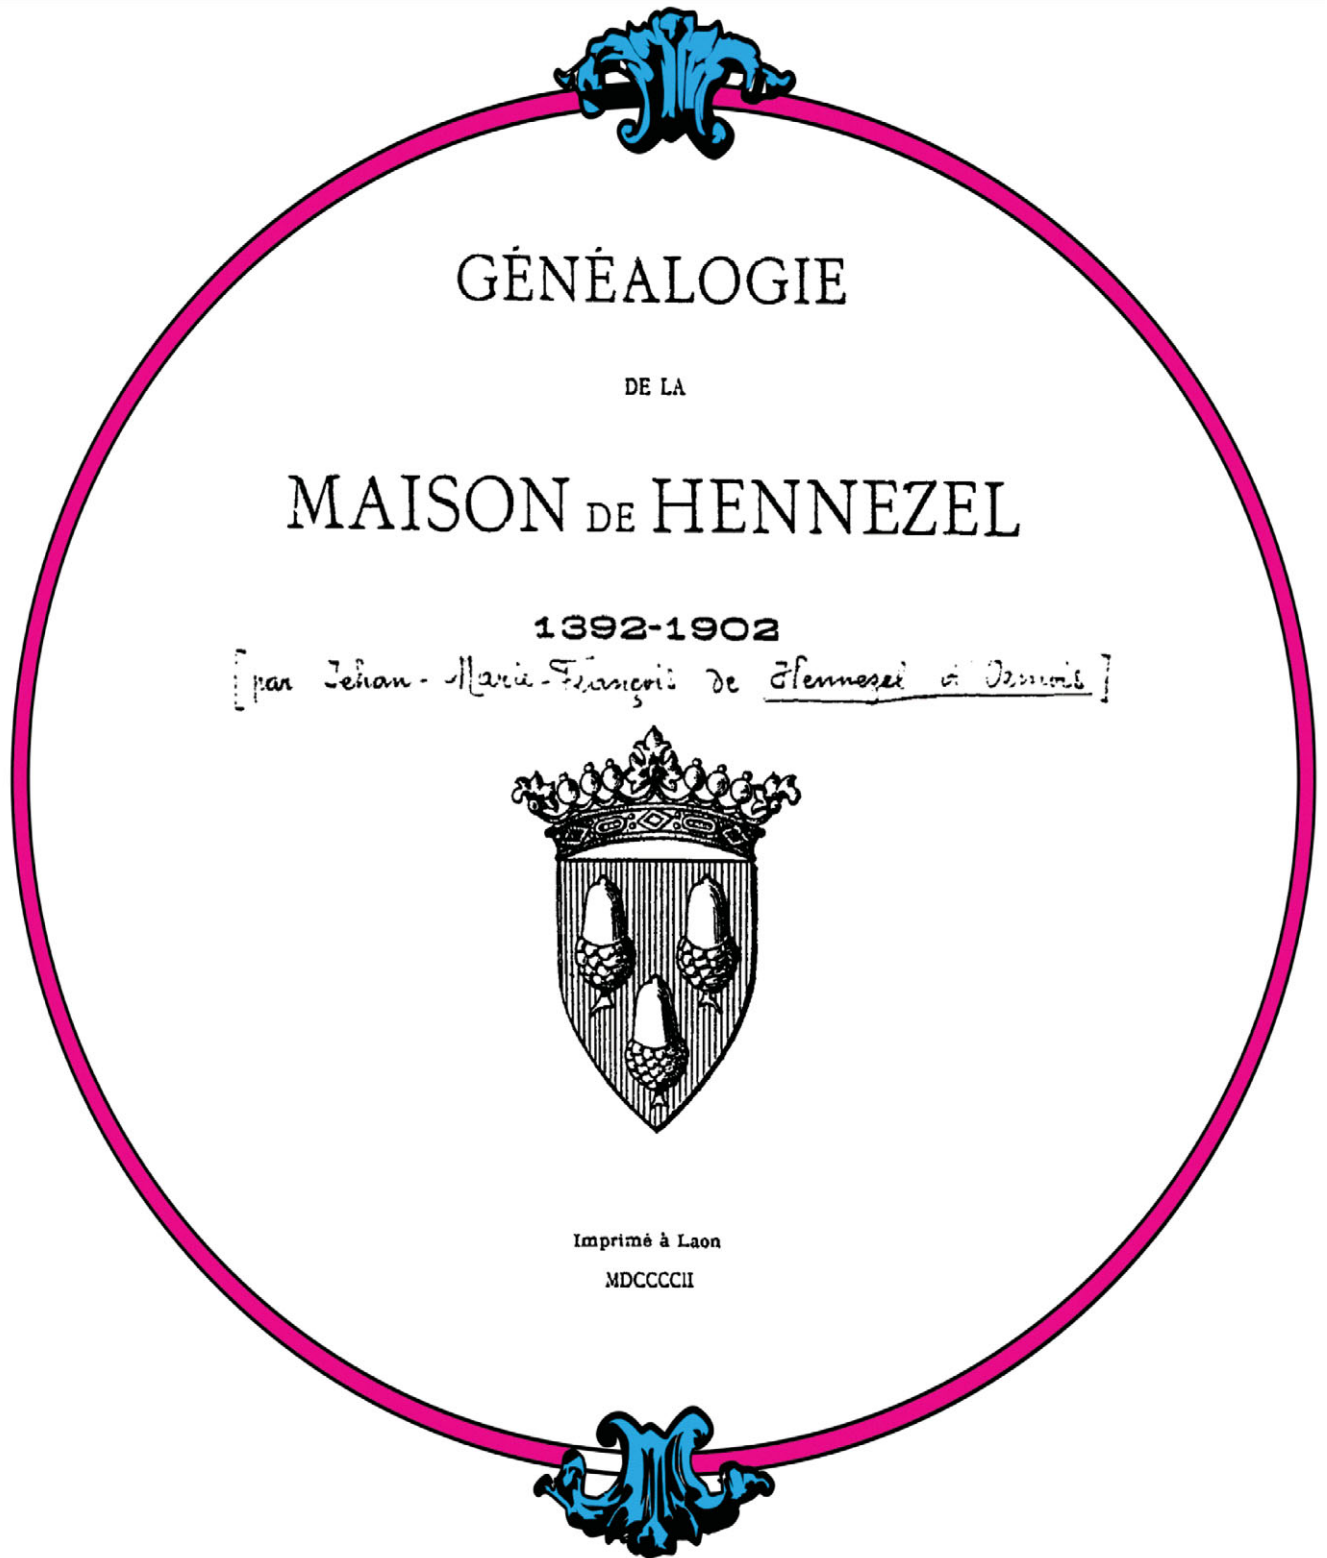 GÉNÉALOGIE
DE LA
MAISON DE HENNEZEL
1392-1902
[par Jehan-Marie-François de Hennezel d'Ormois]
Imprimé à Laon
MDCCCCII